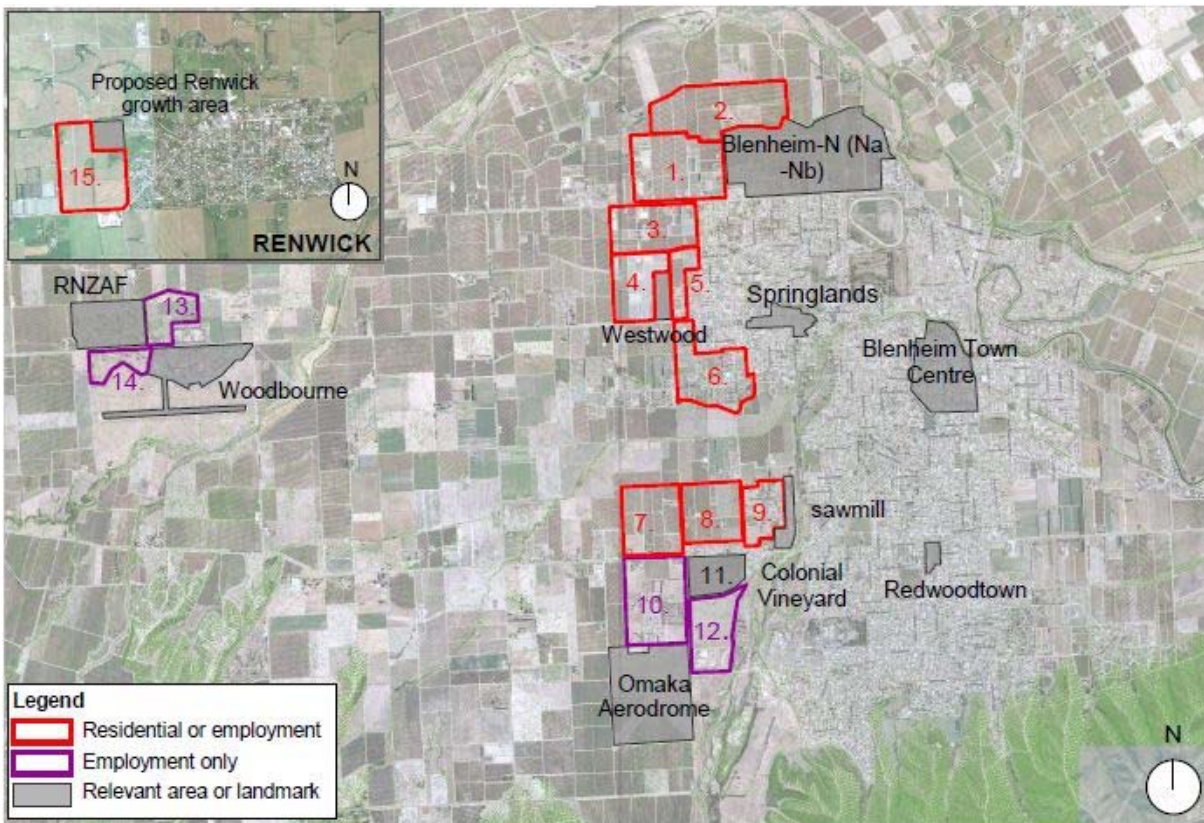 Proposed Renwick
growth area
15.
N
RENWICK
2.
Blenheim-N (Na
-Nb)
1.
3.
4.
5.
Westwood
Springlands
Blenheim Town
Centre
6.
RNZAF
13.
14.
Woodbourne
7.
8.
9.
sawmill
10.
11.
Colonial
Vineyard
12.
Redwoodtown
Omaka
Aerodrome
Legend
Residential or employment
Employment only
Relevant area or landmark
N